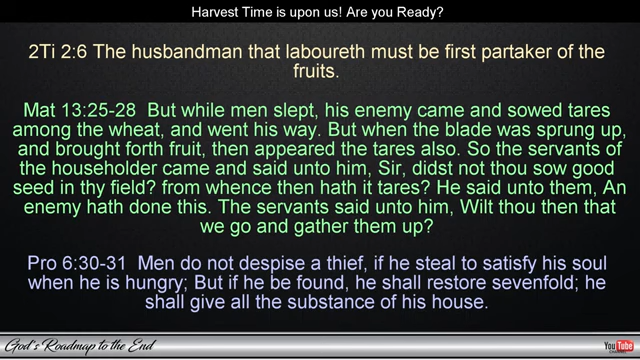 Harvest Time is upon us! Are you Ready?
2Ti 2:6 The husbandman that laboureth must be first partaker of the
fruits.
Mat 13:25-28 But while men slept, his enemy came and sowed tares
among the wheat, and went his way. But when the blade was sprung up,
and brought forth fruit, then appeared the tares also. So the servants of
the householder came and said unto him, Sir, didst not thou sow good
seed in thy field? from whence then hath it tares? He said unto them, An
enemy hath done this. The servants said unto him, Wilt thou then that
we go and gather them up?
Pro 6:30-31 Men do not despise a thief, if he steal to satisfy his soul
when he is hungry; But if he be found, he shall restore sevenfold; he
shall give all the substance of his house.
God's Roadmap to the End
YouTube